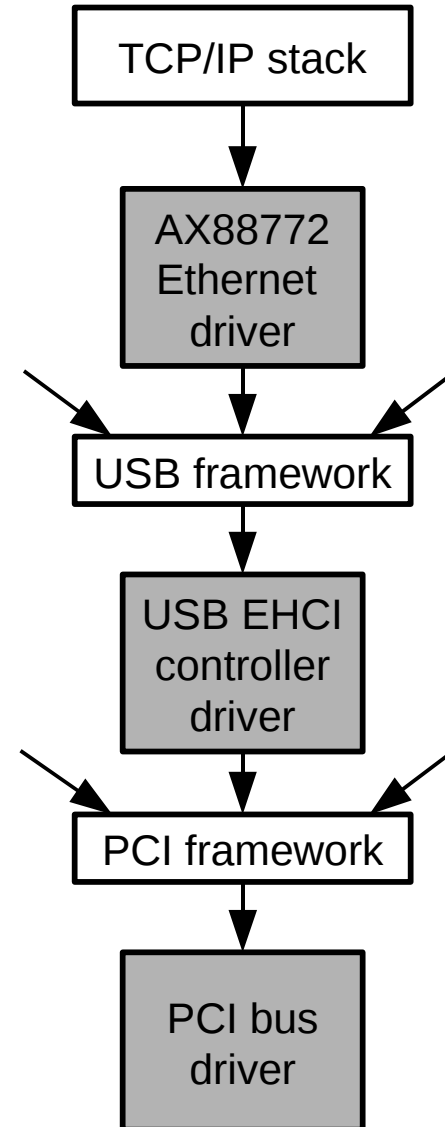 TCP/IP stack
AX88772
Ethernet
driver
USB framework
USB EHCI
controller
driver
PCI framework
PCI bus
driver